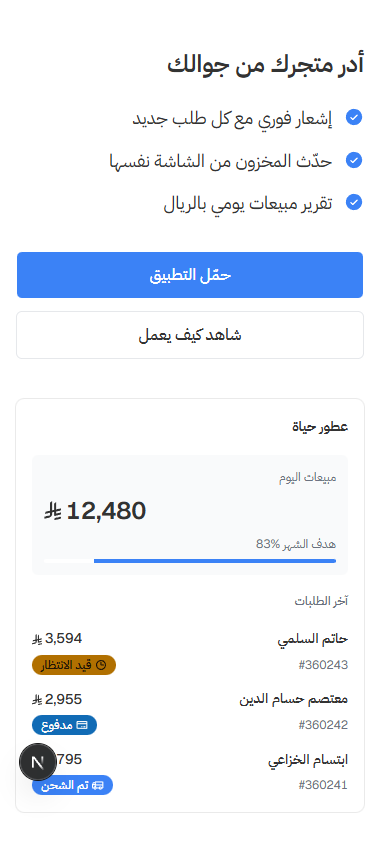 أدر متجرك من جوالك
إشعار فوري مع كل طلب جديد
حدّث المخزون من الشاشة نفسها
تقرير مبيعات يومي بالريال
حمّل التطبيق
شاهد كيف يعمل
عطور حياة
مبيعات اليوم
12,480
هدف الشهر 83%
آخر الطلبات
حاتم السلمي 3,594
#360243 قيد الانتظار
معتصم حسام الدين 2,955
#360242 مدفوع
ابتسام الخزاعي 795
#360241 تم الشحن
N